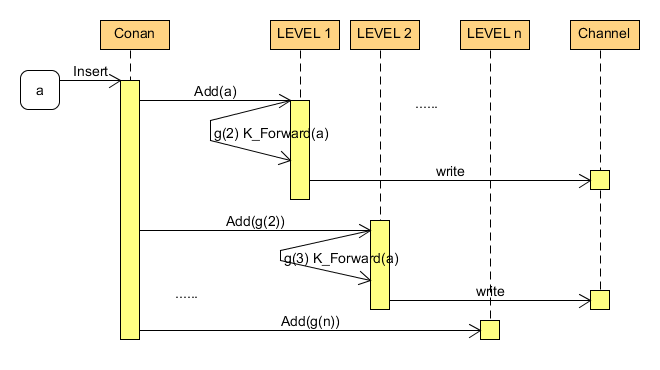 Conan
LEVEL 1
LEVEL 2
LEVEL n
Channel
Insert
a
Add(a)
......
g(2) K_Forward(a)
write
Add(g(2))
g(3) K_Forward(a)
......
write
Add(g(n))